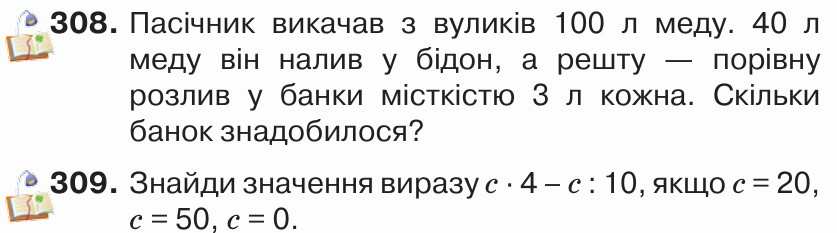 308. Пасічник викачав з вуликів 100 л меду. 40 л
меду він налив у бідон, а решту — порівну
розлив у банки місткістю 3 л кожна. Скільки
банок знадобилося?
309. Знайди значення виразу c · 4 – c : 10, якщо c = 20,
c = 50, c = 0.